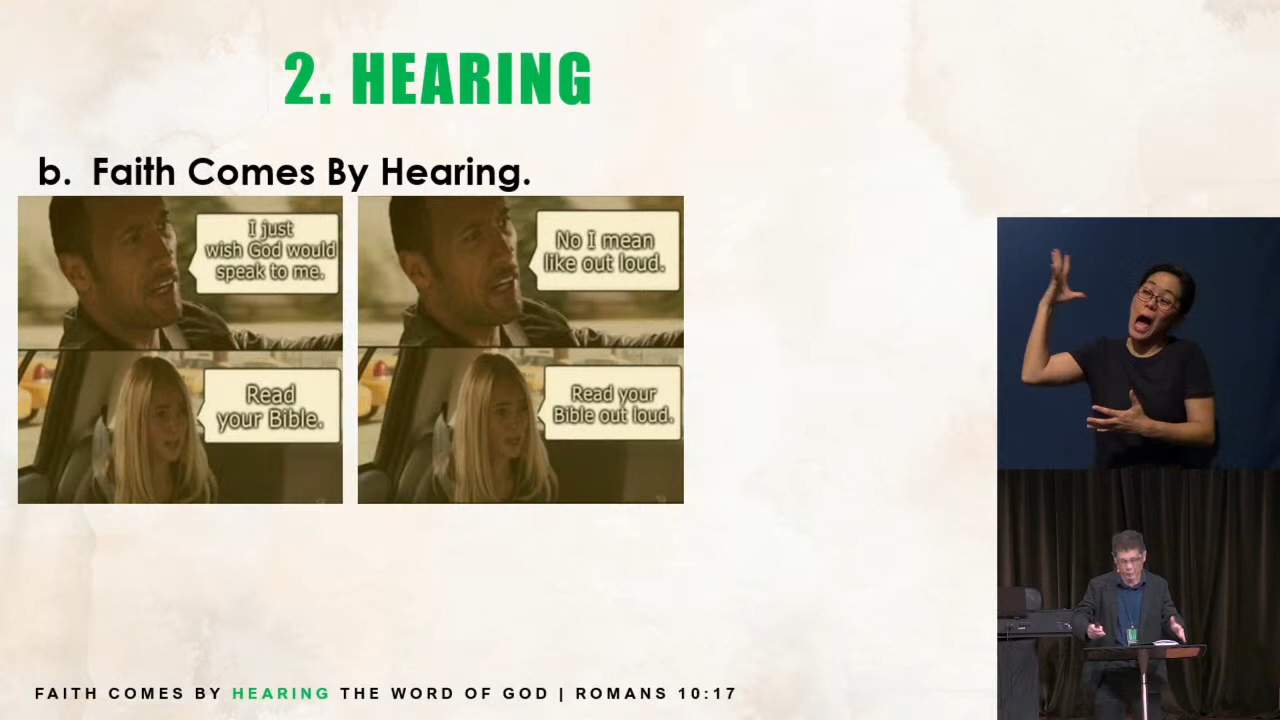 2. HEARING
b. Faith Comes By Hearing.
I just
wish God would
speak to me.
Read
your Bible.
No I mean
like out loud.
Read your
Bible out loud.
FAITH COMES BY HEARING THE WORD OF GOD | ROMANS 10:17